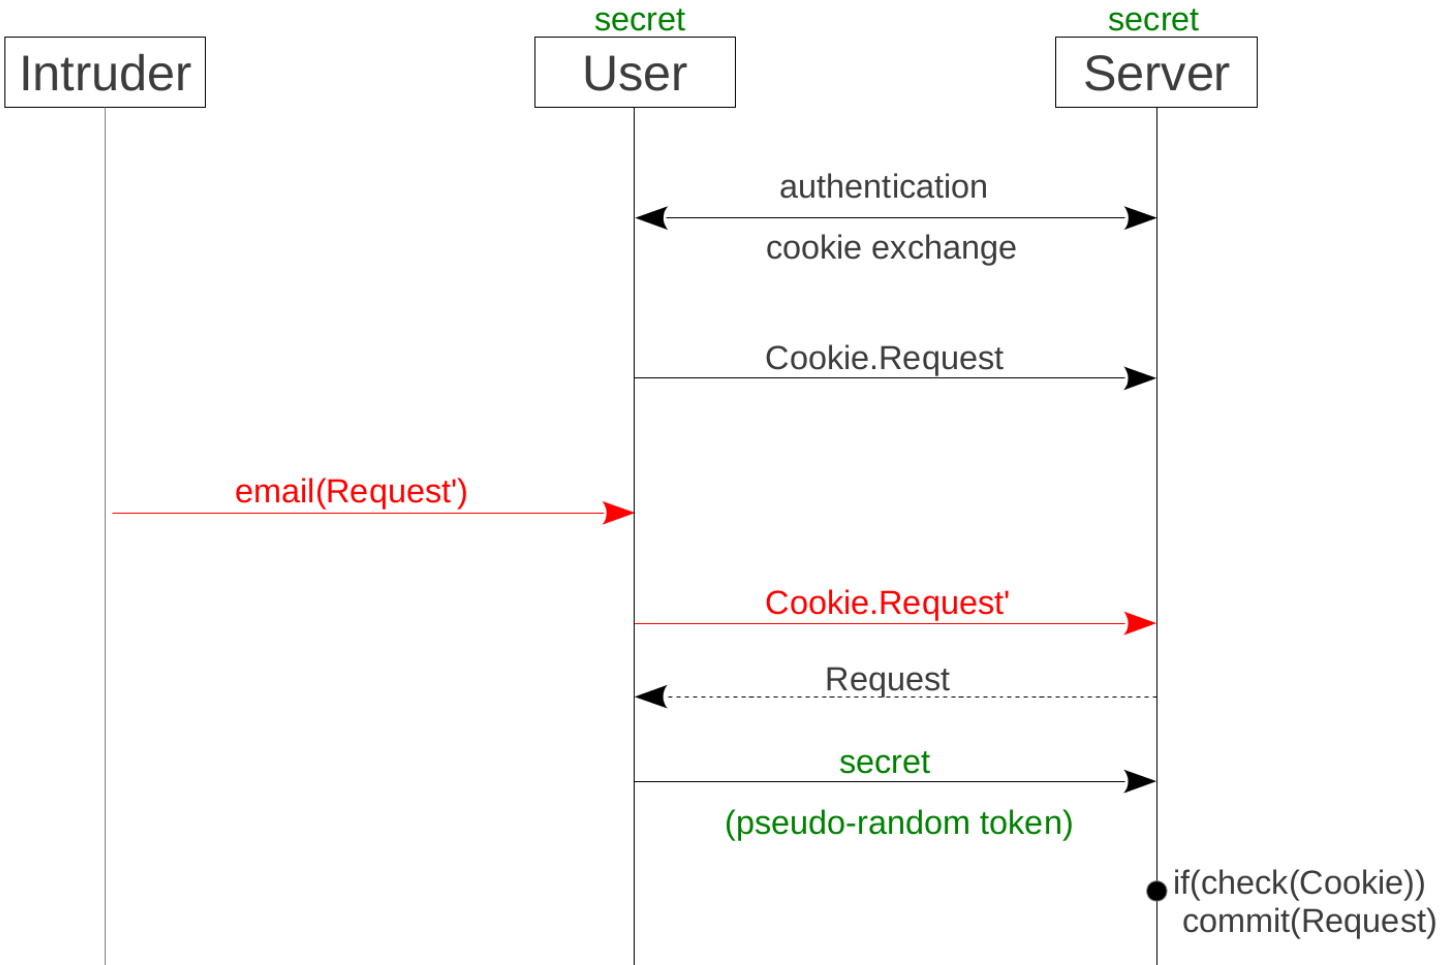 secret
secret
Intruder
User
Server
authentication
cookie exchange
Cookie.Request
email(Request')
Cookie.Request'
Request
secret
(pseudo-random token)
if(check(Cookie))
commit(Request)